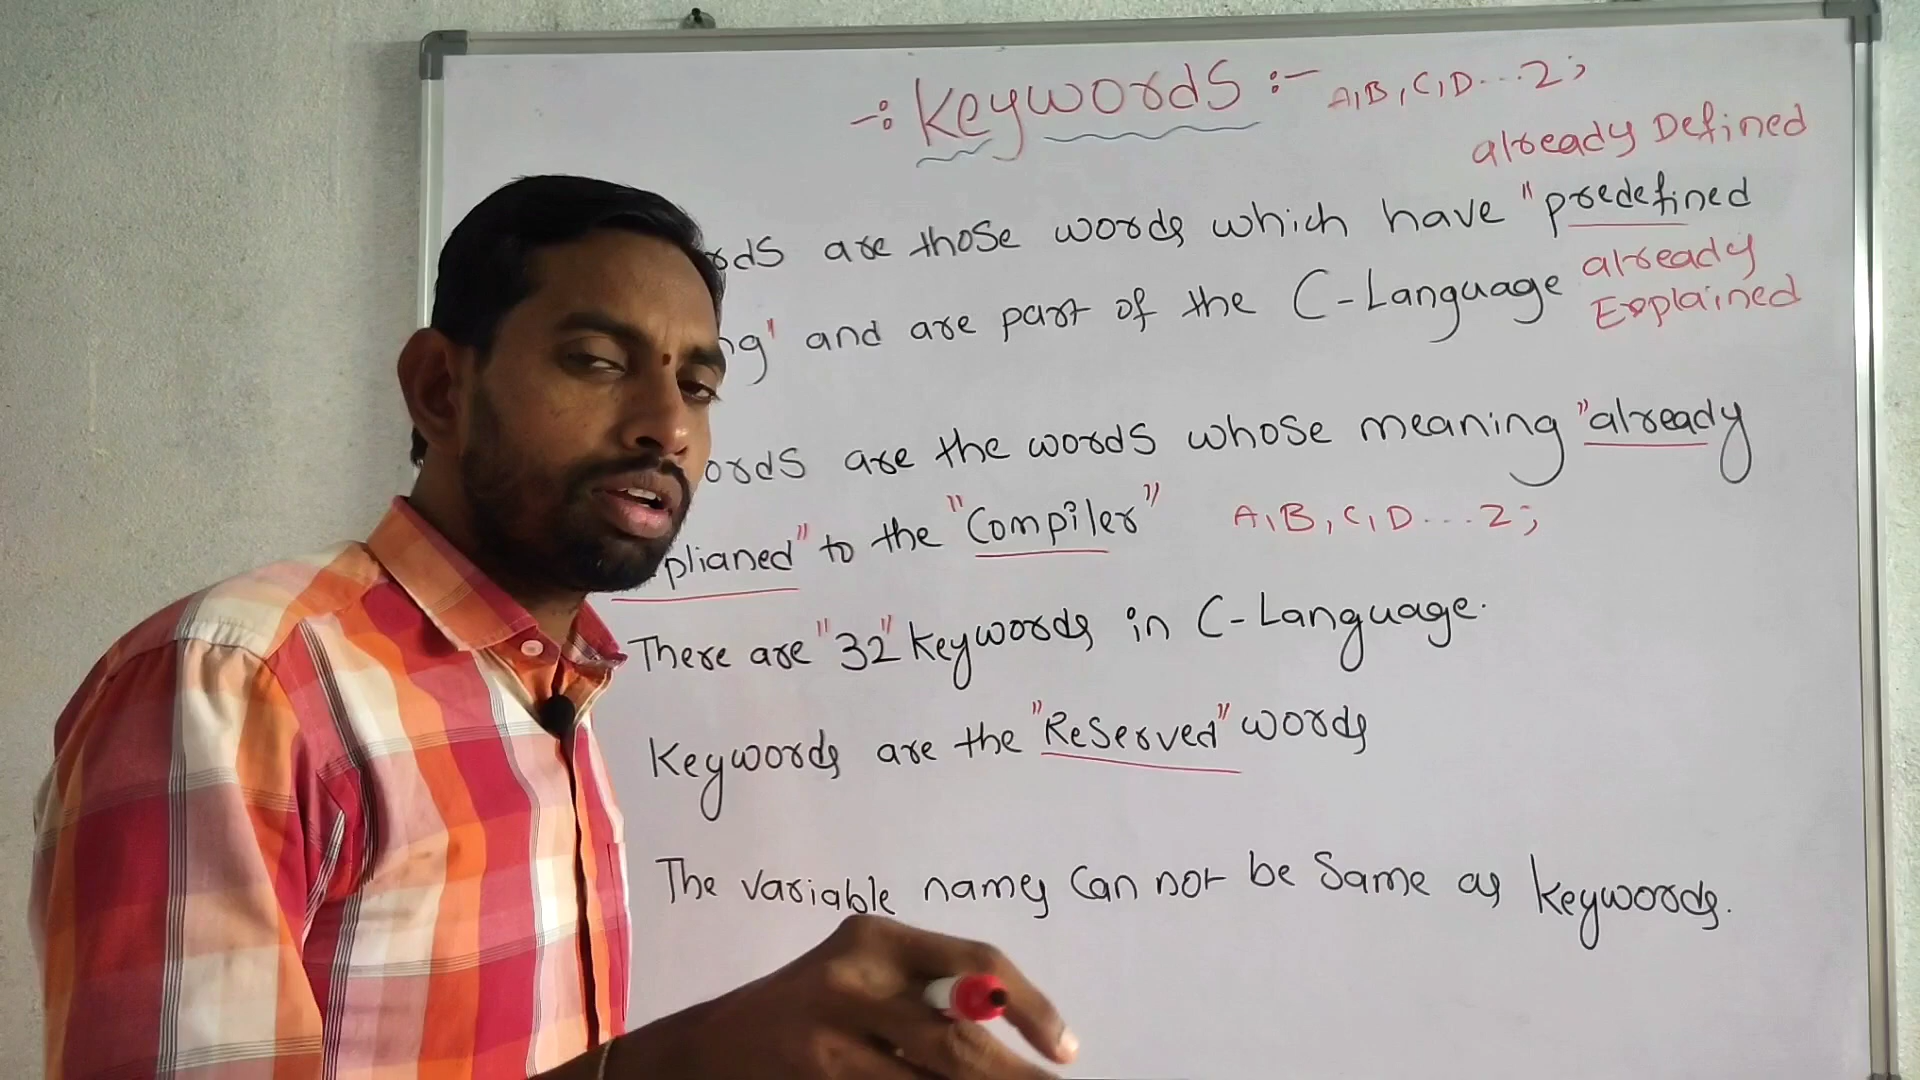 -: Keywords :- A,B,C,D...Z;
already Defined
are those words which have "predefined
and are part of the C-Language already
Explained
are the words whose meaning "already
plianed" to the "Compiler" A,B,C,D...Z;
There are "32" keywords in C-Language.
Keywords are the "Reserved" words
The variable names Can not be Same as keywords.